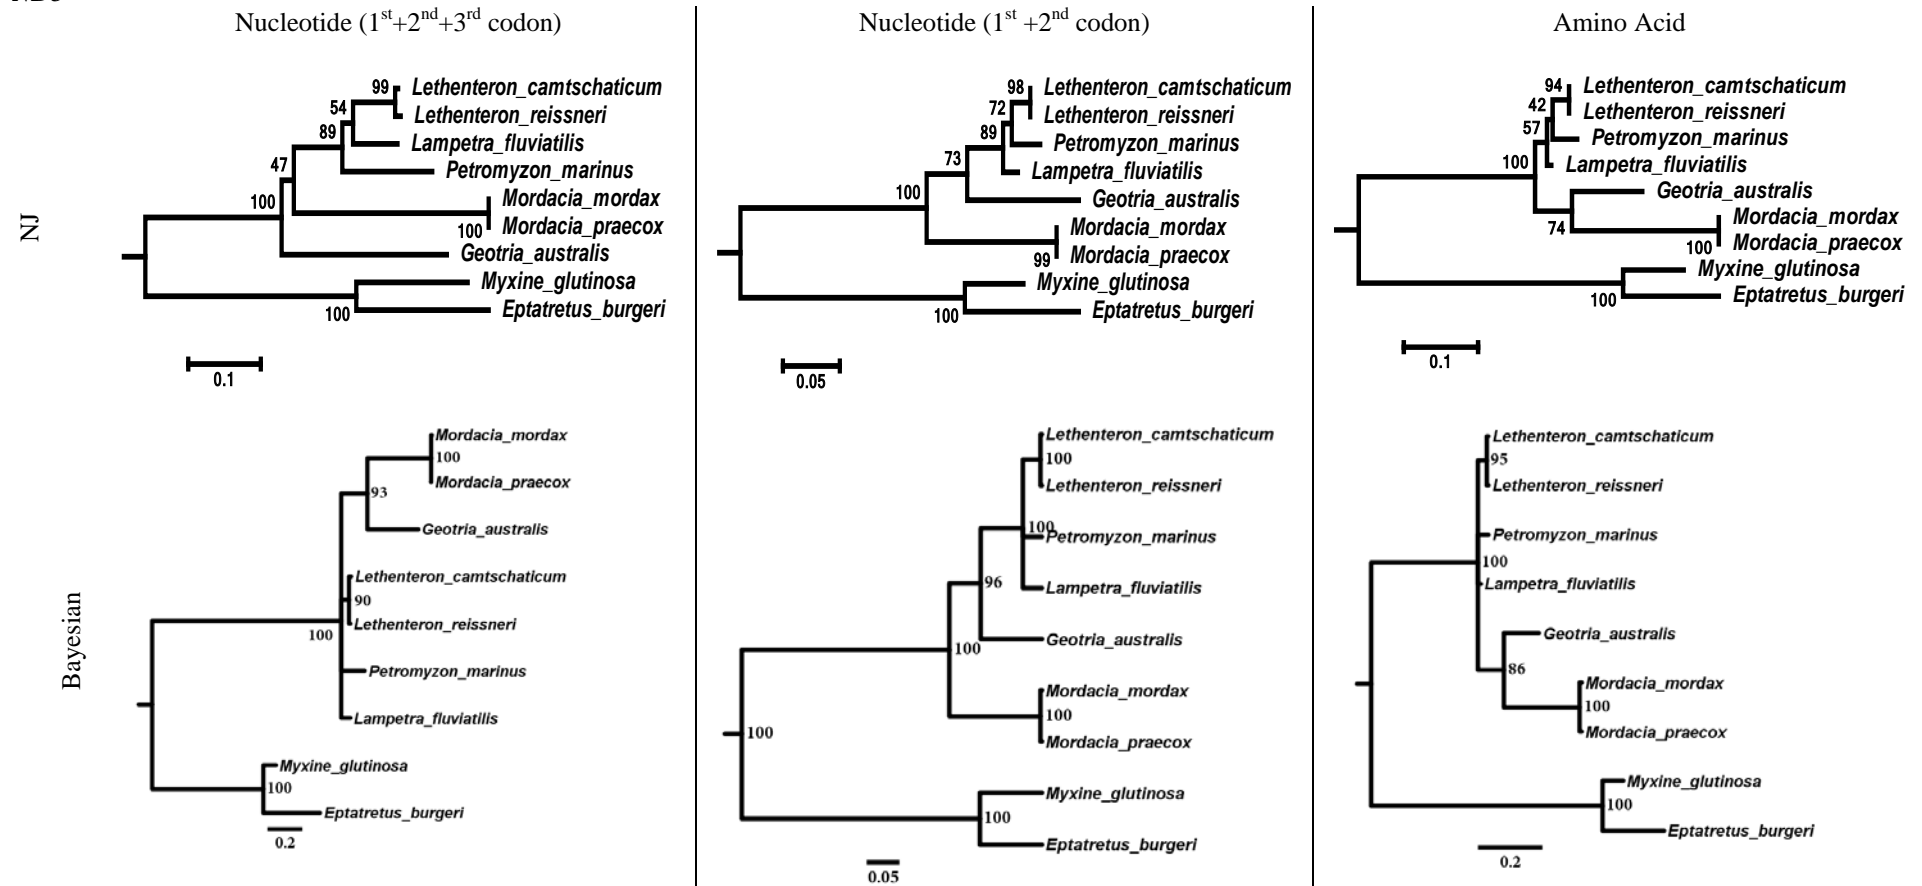 Nucleotide (1st+2nd+3rd codon)
Nucleotide (1st +2nd codon)
Amino Acid
NJ
99
Lethenteron_camtschaticum
54
Lethenteron_reissneri
89
Lampetra_fluviatilis
47
Petromyzon_marinus
100
Mordacia_mordax
100
Mordacia_praecox
Geotria_australis
Myxine_glutinosa
100
Eptatretus_burgeri
0.1
98
Lethenteron_camtschaticum
72
Lethenteron_reissneri
89
Petromyzon_marinus
73
Lampetra_fluviatilis
100
Geotria_australis
Mordacia_mordax
99
Mordacia_praecox
Myxine_glutinosa
100
Eptatretus_burgeri
0.05
94
Lethenteron_camtschaticum
42
Lethenteron_reissneri
57
Petromyzon_marinus
100
Lampetra_fluviatilis
Geotria_australis
74
Mordacia_mordax
100
Mordacia_praecox
Myxine_glutinosa
100
Eptatretus_burgeri
0.1
Bayesian
Mordacia_mordax
100
Mordacia_praecox
93
Geotria_australis
Lethenteron_camtschaticum
90
Lethenteron_reissneri
100
Petromyzon_marinus
Lampetra_fluviatilis
Myxine_glutinosa
100
Eptatretus_burgeri
0.2
Lethenteron_camtschaticum
100
Lethenteron_reissneri
100
Petromyzon_marinus
96
Lampetra_fluviatilis
Geotria_australis
100
Mordacia_mordax
100
Mordacia_praecox
100
Myxine_glutinosa
100
Eptatretus_burgeri
0.05
Lethenteron_camtschaticum
95
Lethenteron_reissneri
Petromyzon_marinus
100
Lampetra_fluviatilis
Geotria_australis
86
Mordacia_mordax
100
Mordacia_praecox
Myxine_glutinosa
100
Eptatretus_burgeri
0.2